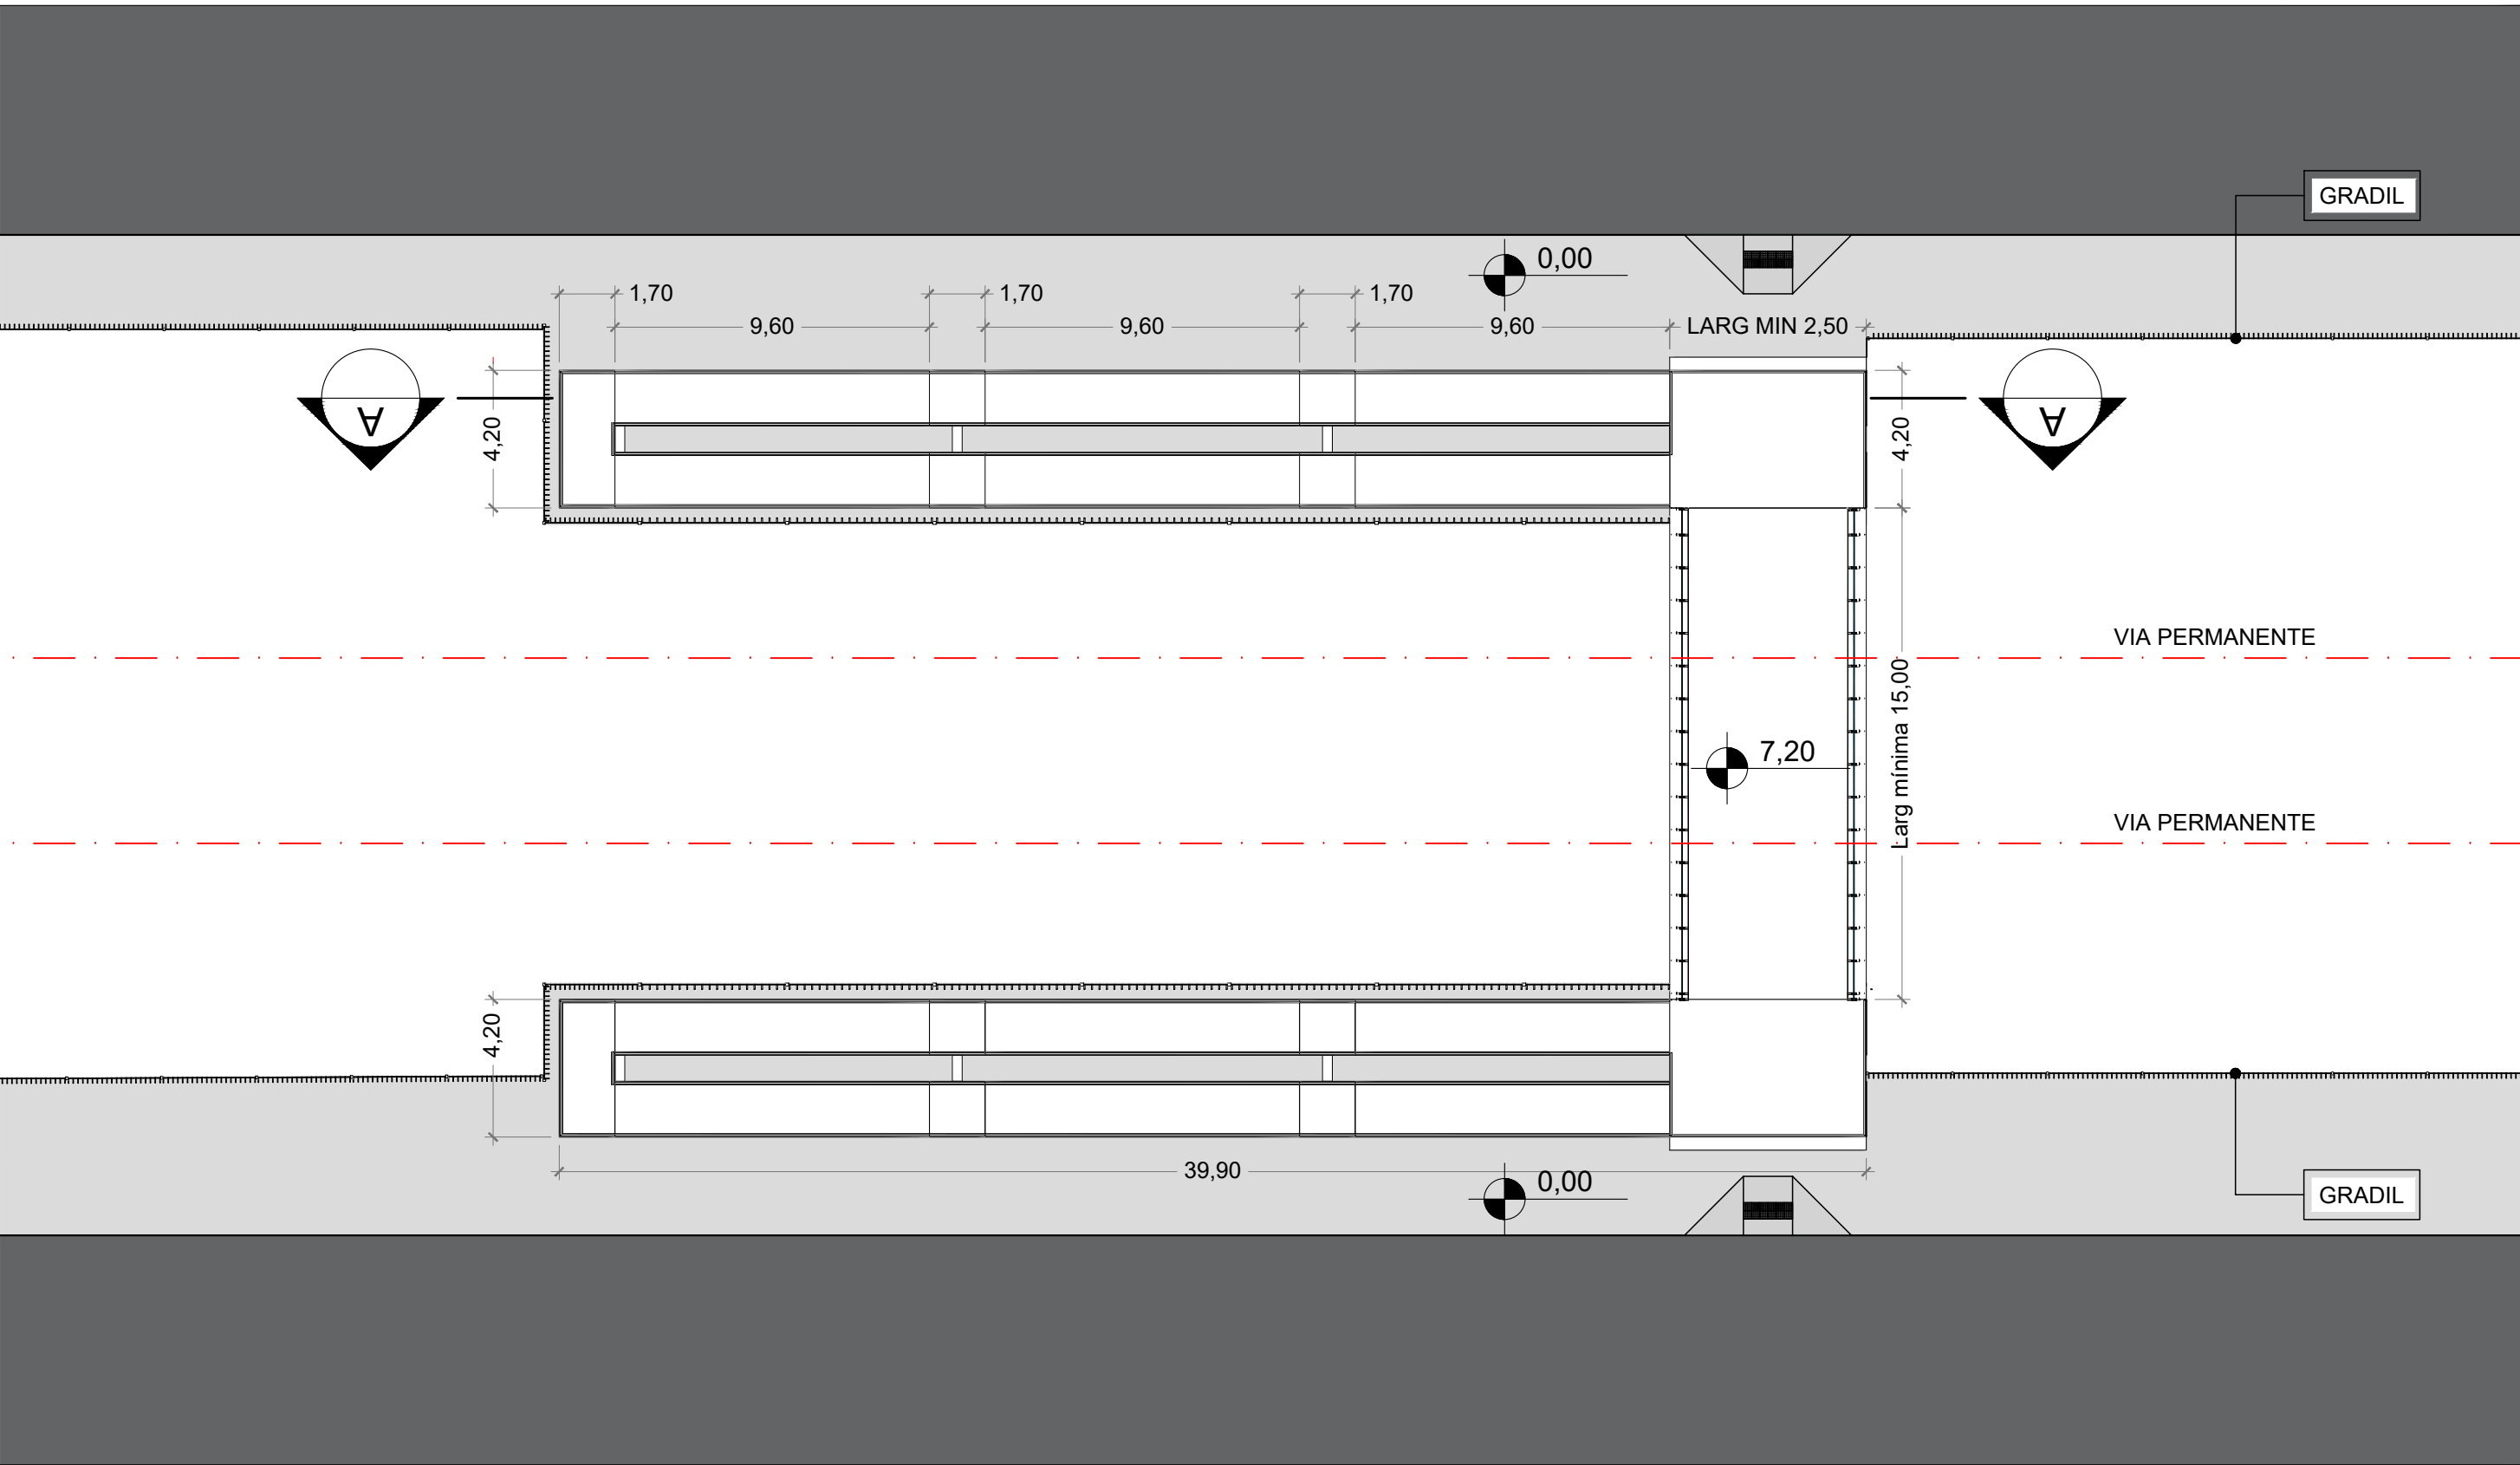 GRADIL
0,00
1,70
1,70
1,70
9,60
9,60
9,60
LARG MIN 2,50
A
A
4,20
4,20
VIA PERMANENTE
Larg mínima 15,00
7,20
VIA PERMANENTE
4,20
39,90
0,00
GRADIL